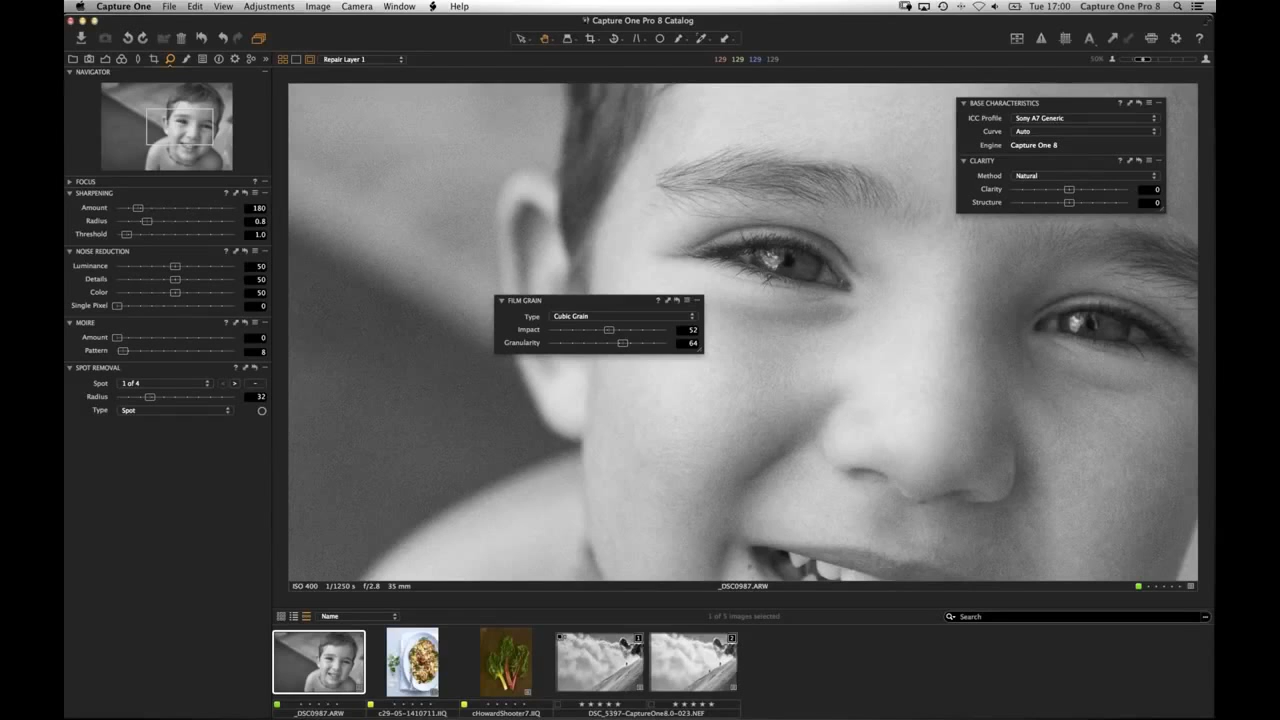 Capture One File Edit View Adjustments Image Camera Window Help Tue 17:00 Capture One Pro 8
Capture One Pro 8 Catalog
Repair Layer 1 129 129 129 129 50%
NAVIGATOR
FOCUS ?
SHARPENING ?
Amount 180
Radius 0.8
Threshold 1.0
NOISE REDUCTION ?
Luminance 50
Details 50
Color 50
Single Pixel 0
MOIRE ?
Amount 0
Pattern 8
SPOT REMOVAL ?
Spot 1 of 4 < > -
Radius 32
Type Spot
BASE CHARACTERISTICS ?
ICC Profile Sony A7 Generic
Curve Auto
Engine Capture One 8
CLARITY ?
Method Natural
Clarity 0
Structure 0
FILM GRAIN ?
Type Cubic Grain
Impact 52
Granularity 64
ISO 400 1/1250 s f/2.8 35 mm _DSC0987.ARW
Name 1 of 5 images selected Search
1 2
_DSC0987.ARW c29-05-1410711.IIQ cHowardShooter7.IIQ DSC_5397-CaptureOne8.0-023.NEF